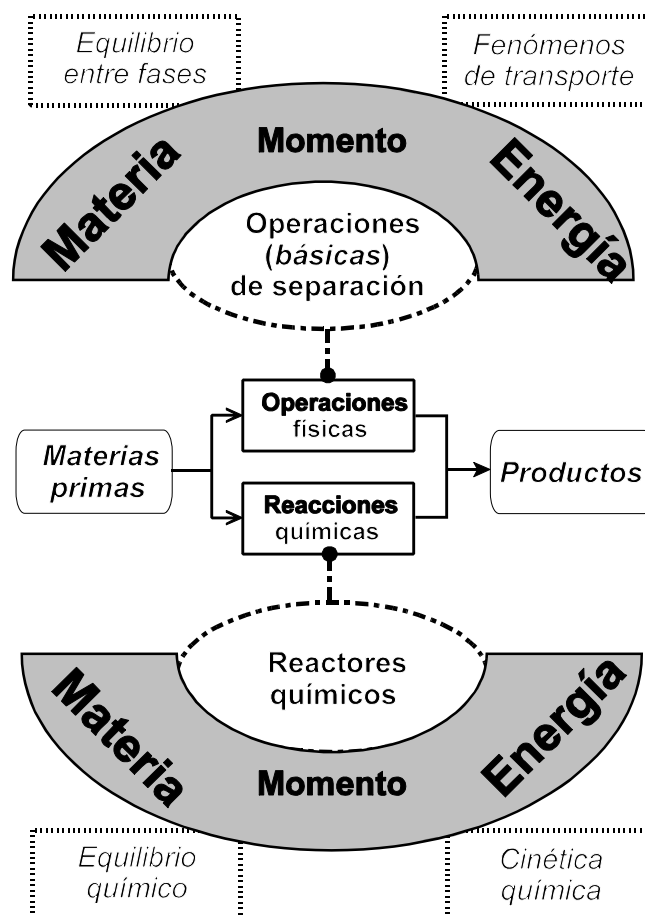 Equilibrio
entre fases
Fenómenos
de transporte
Materia
Momento
Energía
Operaciones
(básicas)
de separación
Operaciones
físicas
Materias
primas
Productos
Reacciones
químicas
Reactores
químicos
Materia
Momento
Energía
Equilibrio
químico
Cinética
química